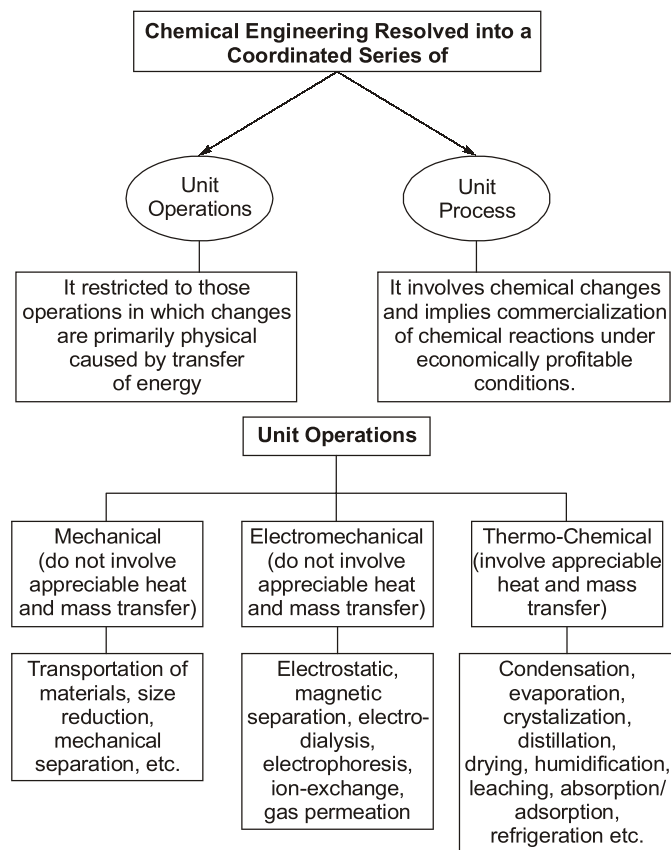 Chemical Engineering Resolved into a
Coordinated Series of
Unit
Operations
Unit
Process
It restricted to those
operations in which changes
are primarily physical
caused by transfer
of energy
It involves chemical changes
and implies commercialization
of chemical reactions under
economically profitable
conditions.
Unit Operations
Mechanical
(do not involve
appreciable heat
and mass transfer)
Electromechanical
(do not involve
appreciable heat
and mass transfer)
Thermo-Chemical
(involve appreciable
heat and mass
transfer)
Transportation of
materials, size
reduction,
mechanical
separation, etc.
Electrostatic,
magnetic
separation, electro-
dialysis,
electrophoresis,
ion-exchange,
gas permeation
Condensation,
evaporation,
crystalization,
distillation,
drying, humidification,
leaching, absorption/
adsorption,
refrigeration etc.